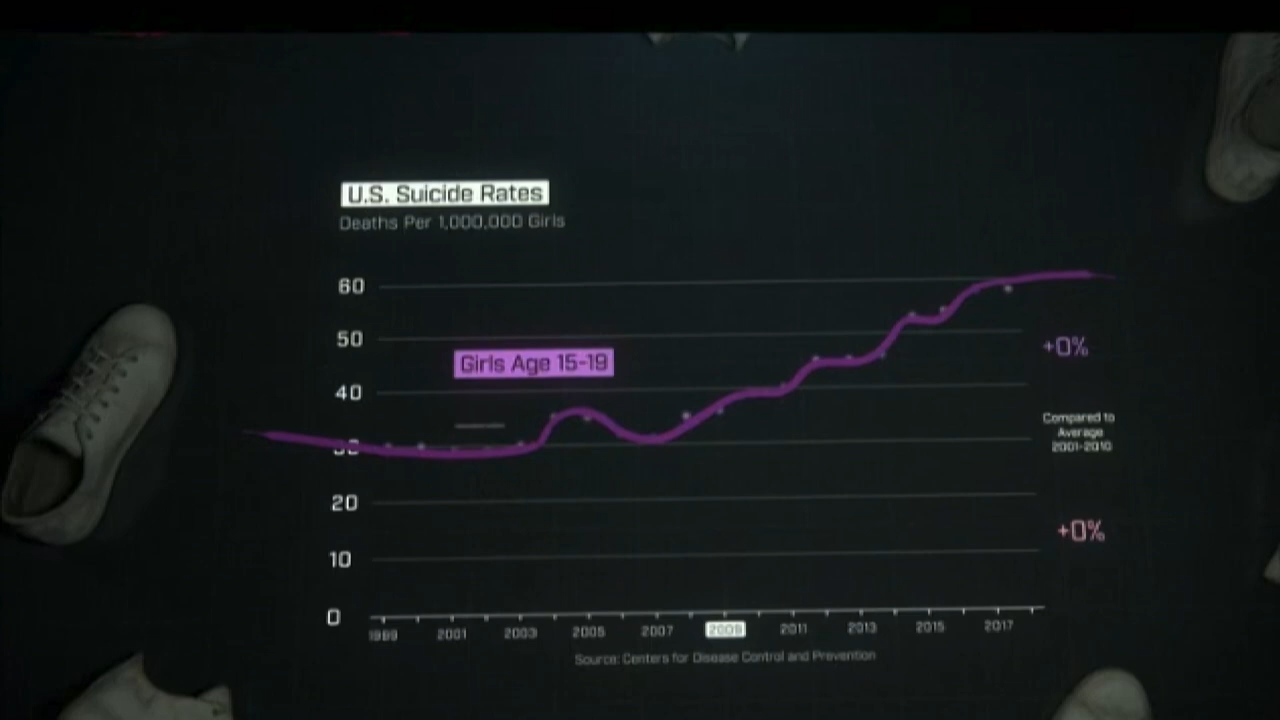 U.S. Suicide Rates
Deaths Per 1,000,000 Girls
60
50
Girls Age 15-19
+0%
40
Compared to
Average
2001-2010
30
20
+0%
10
0
1999 2001 2003 2005 2007 2009 2011 2013 2015 2017
Source: Centers for Disease Control and Prevention